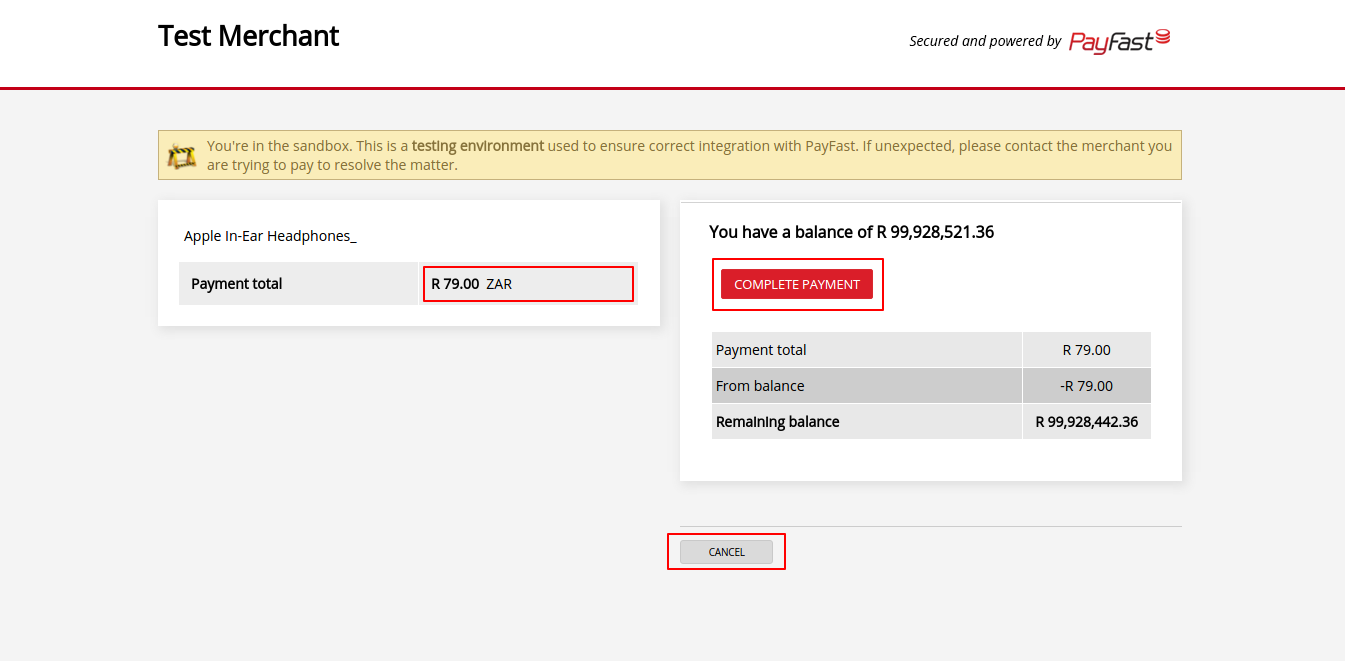 Test Merchant
Secured and powered by PayFast
You're in the sandbox. This is a testing environment used to ensure correct integration with PayFast. If unexpected, please contact the merchant you
are trying to pay to resolve the matter.
Apple In-Ear Headphones_
Payment total R 79.00 ZAR
You have a balance of R 99,928,521.36
COMPLETE PAYMENT
Payment total R 79.00
From balance -R 79.00
Remaining balance R 99,928,442.36
CANCEL